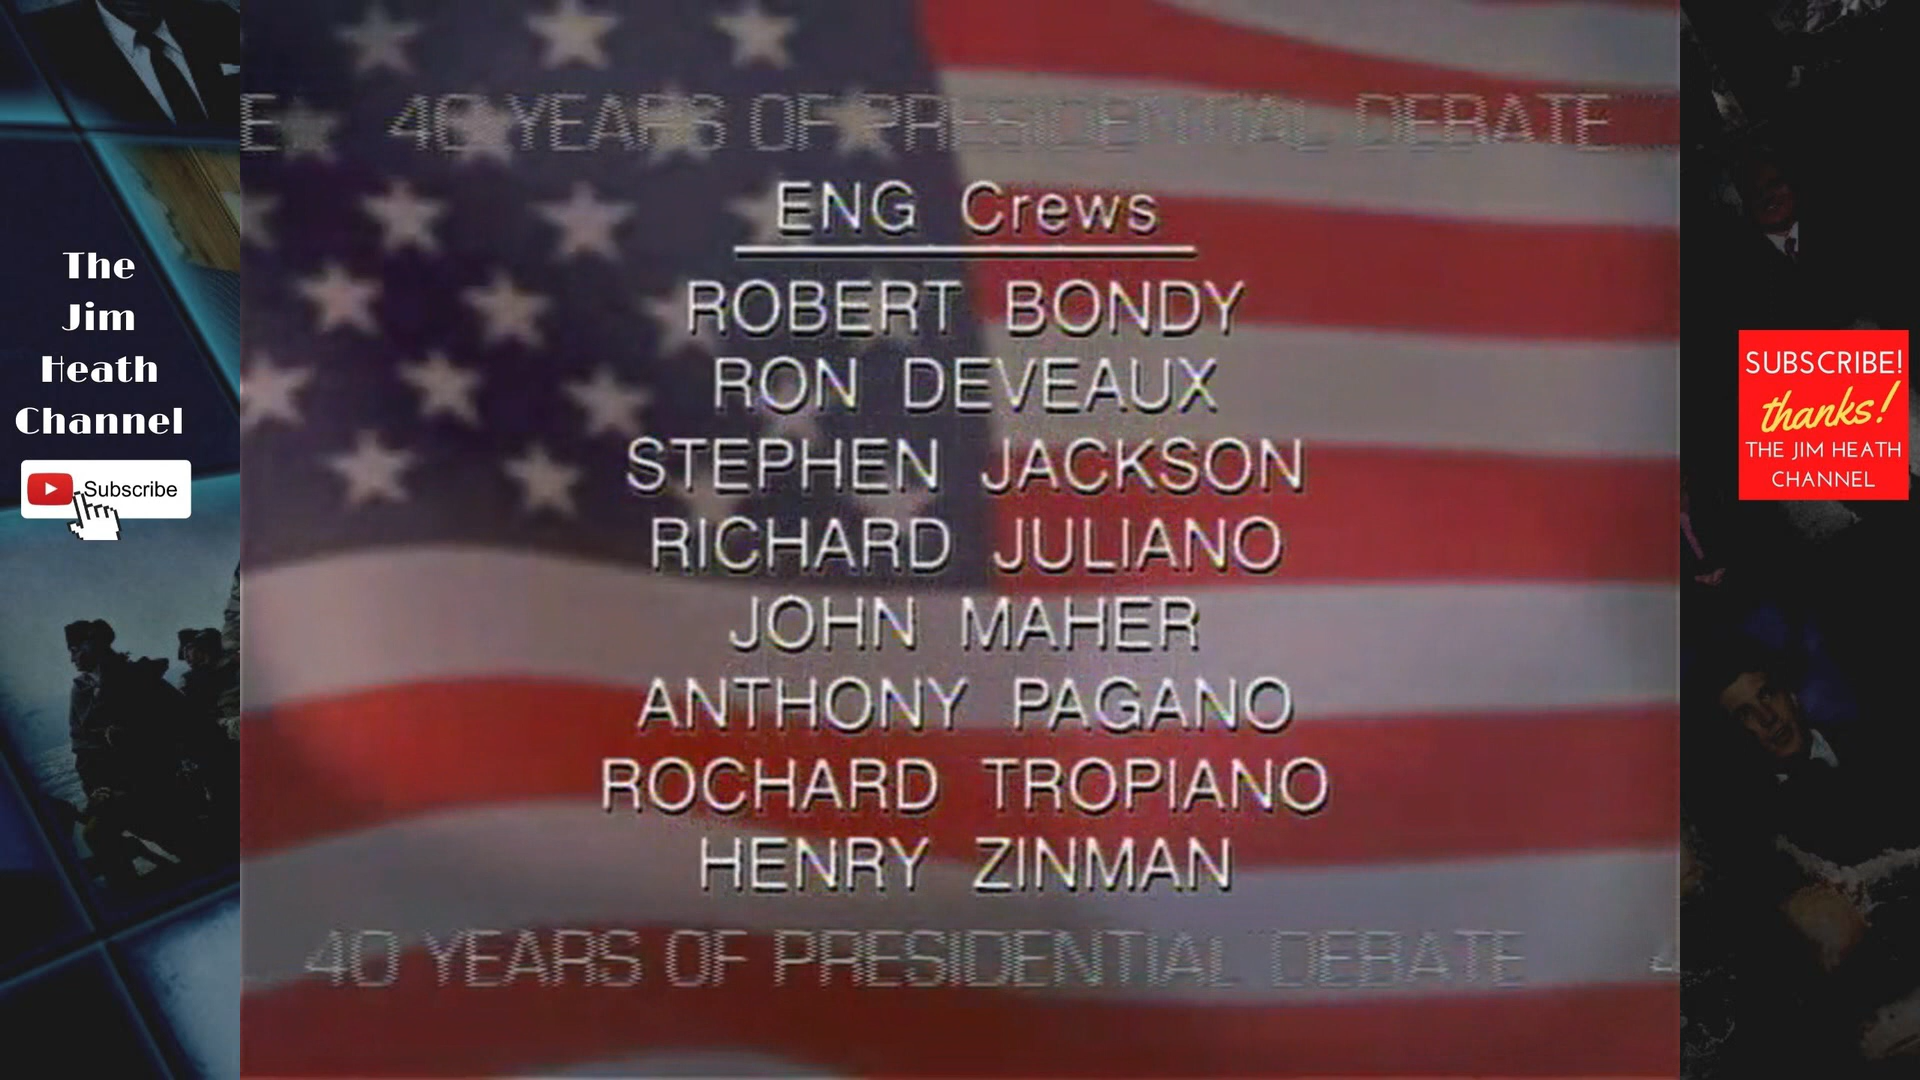 The
Jim
Heath
Channel
Subscribe
E 40 YEARS OF PRESIDENTIAL DEBATE
ENG Crews
ROBERT BONDY
RON DEVEAUX
STEPHEN JACKSON
RICHARD JULIANO
JOHN MAHER
ANTHONY PAGANO
ROCHARD TROPIANO
HENRY ZINMAN
40 YEARS OF PRESIDENTIAL DEBATE 4
SUBSCRIBE!
thanks!
THE JIM HEATH
CHANNEL